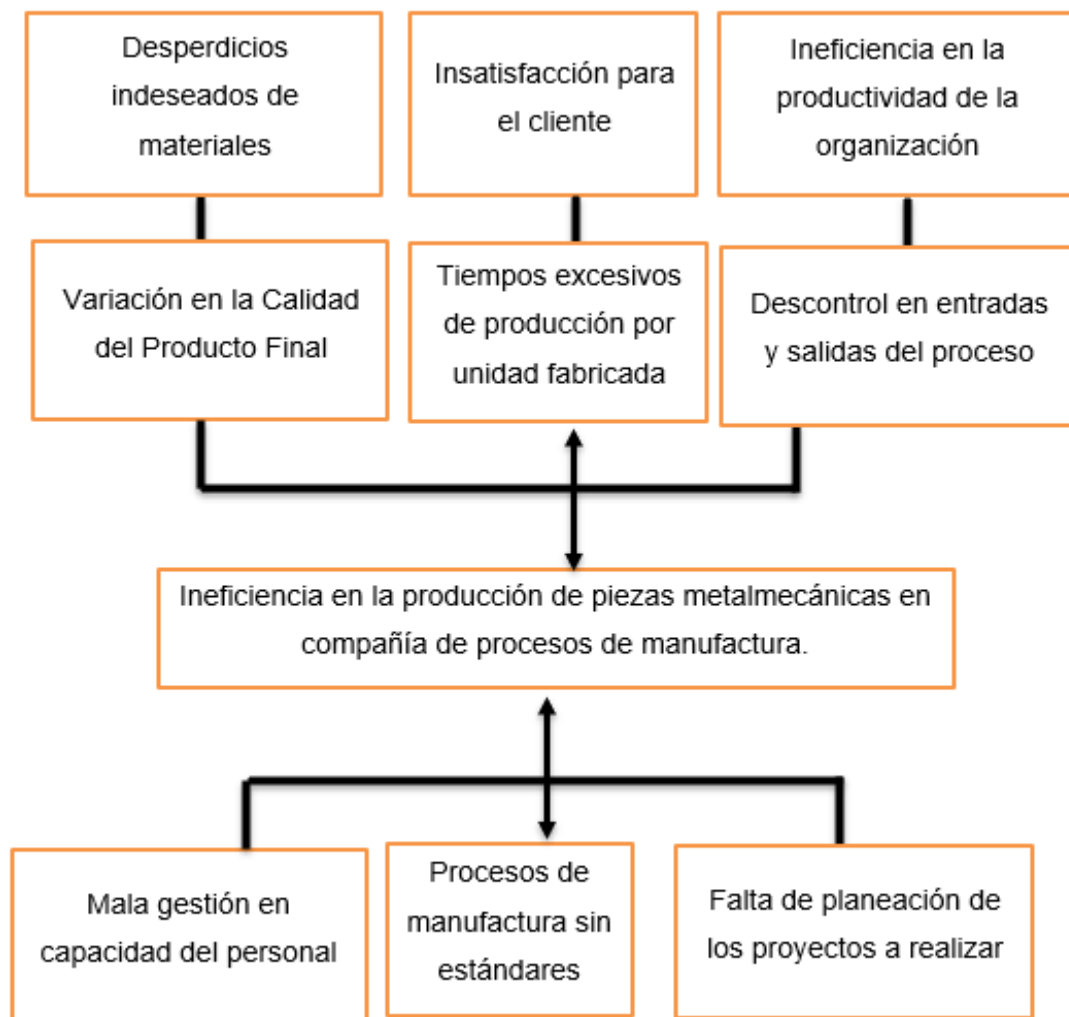 Desperdicios
indeseados de
materiales
Insatisfacción para
el cliente
Ineficiencia en la
productividad de la
organización
Variación en la Calidad
del Producto Final
Tiempos excesivos
de producción por
unidad fabricada
Descontrol en entradas
y salidas del proceso
Ineficiencia en la producción de piezas metalmecánicas en
compañía de procesos de manufactura.
Mala gestión en
capacidad del personal
Procesos de
manufactura sin
estándares
Falta de planeación de
los proyectos a realizar